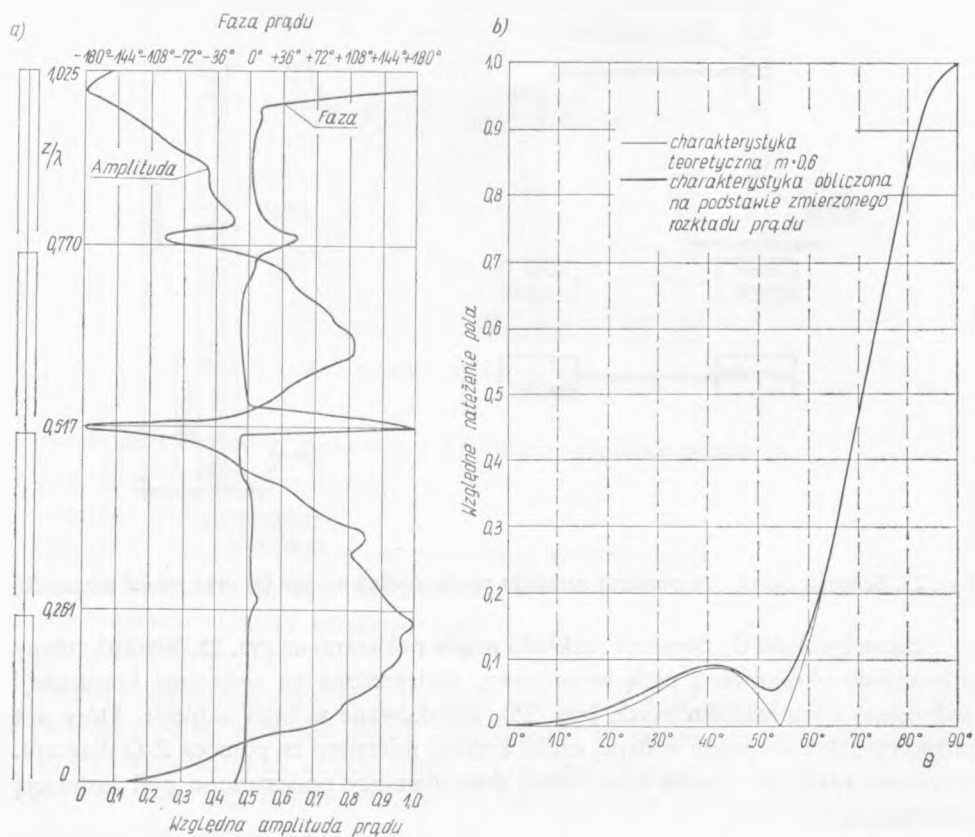 a)
Faza prądu
-180° -144° -108° -72° -36° 0° +36° +72° +108° +144° +180°
1,025
z/λ
Amplituda
Faza
0,770
0,517
0,261
0
0 0,1 0,2 0,3 0,4 0,5 0,6 0,7 0,8 0,9 1,0
Względna amplituda prądu
b)
1,0
0,9
0,8
0,7
0,6
0,5
0,4
0,3
0,2
0,1
0
Względne natężenie pola
charakterystyka
teoretyczna m=0,6
charakterystyka obliczona
na podstawie zmierzonego
rozkładu prądu
0° 10° 20° 30° 40° 50° 60° 70° 80° 90°
θ